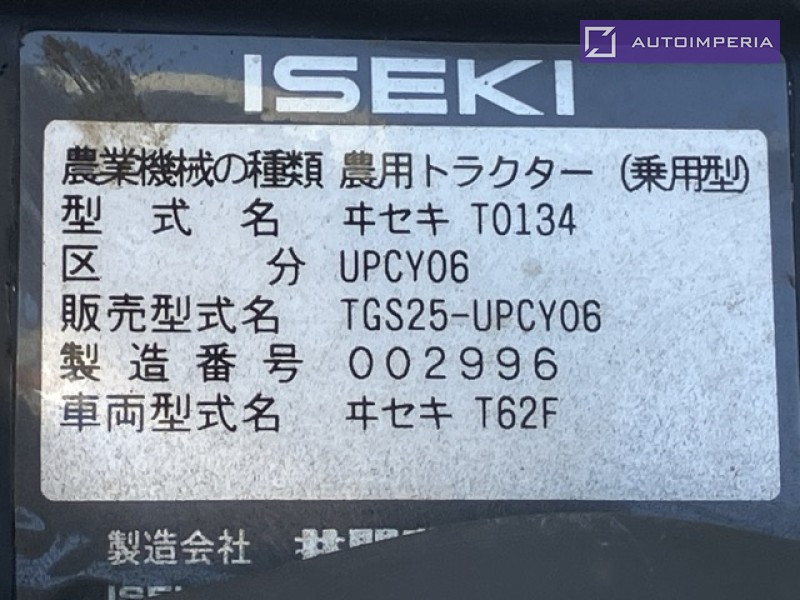 AUTOIMPERIA
ISEKI
農業機械の種類 農用トラクター (乗用型)
型式名 ヰセキ T0134
区分 UPCY06
販売型式名 TGS25-UPCY06
製造番号 002996
車両型式名 ヰセキ T62F
製造会社